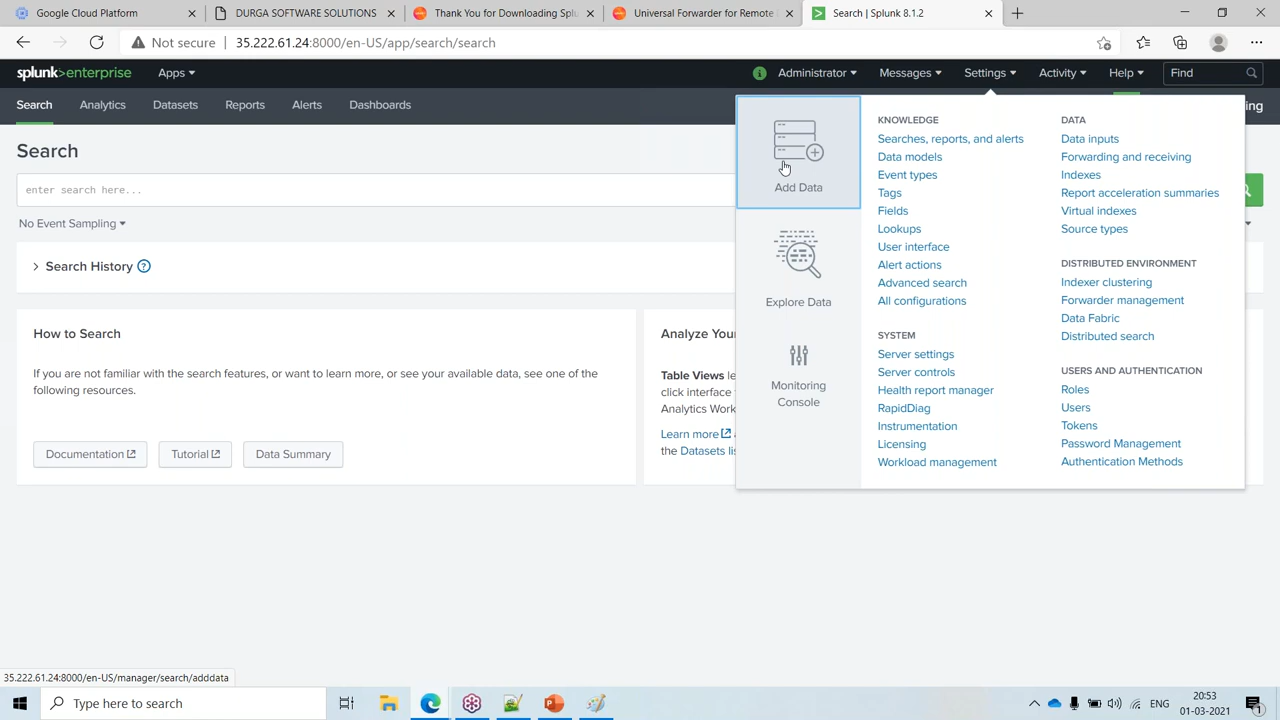 Google Cloud Platform
DURGA SOFTWARE SOLUTIONS
Thank You for Downloading Splu
Universal Forwarder for Remote
Search | Splunk 8.1.2
Not secure
35.222.61.24:8000/en-US/app/search/search
splunk>enterprise
Apps
Administrator
Messages
Settings
Activity
Help
Find
Search
Analytics
Datasets
Reports
Alerts
Dashboards
ing
Search
enter search here...
No Event Sampling
Search History
How to Search
If you are not familiar with the search features, or want to learn more, or see your available data, see one of the
following resources.
Documentation
Tutorial
Data Summary
Analyze Your
Table Views le
click interface
Analytics Work
Learn more
the Datasets lis
Add Data
Explore Data
Monitoring
Console
KNOWLEDGE
Searches, reports, and alerts
Data models
Event types
Tags
Fields
Lookups
User interface
Alert actions
Advanced search
All configurations
SYSTEM
Server settings
Server controls
Health report manager
RapidDiag
Instrumentation
Licensing
Workload management
DATA
Data inputs
Forwarding and receiving
Indexes
Report acceleration summaries
Virtual indexes
Source types
DISTRIBUTED ENVIRONMENT
Indexer clustering
Forwarder management
Data Fabric
Distributed search
USERS AND AUTHENTICATION
Roles
Users
Tokens
Password Management
Authentication Methods
35.222.61.24:8000/en-US/manager/search/adddata
Type here to search
ENG
20:53
01-03-2021
1